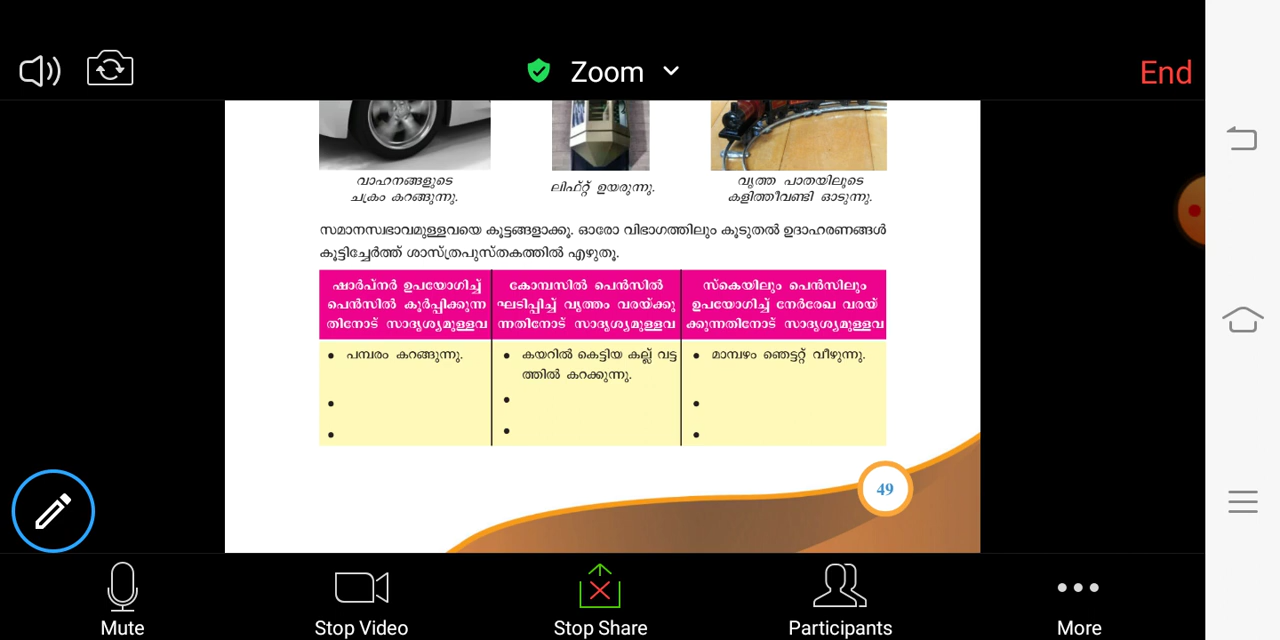 Zoom
End
വാഹനങ്ങളുടെ
ചക്രം കറങ്ങുന്നു.
ലിഫ്റ്റ് ഉയരുന്നു.
വൃത്ത പാതയിലൂടെ
കളിത്തീവണ്ടി ഓടുന്നു.
സമാനസ്വഭാവമുള്ളവയെ കൂട്ടങ്ങളാക്കൂ. ഓരോ വിഭാഗത്തിലും കൂടുതൽ ഉദാഹരണങ്ങൾ
കൂട്ടിച്ചേർത്ത് ശാസ്ത്രപുസ്തകത്തിൽ എഴുതൂ.
ഷാർപ്നർ ഉപയോഗിച്ച്
പെൻസിൽ കൂർപ്പിക്കുന്ന
തിനോട് സാദൃശ്യമുള്ളവ
കോമ്പസിൽ പെൻസിൽ
ഘടിപ്പിച്ച് വൃത്തം വരയ്ക്കു
ന്നതിനോട് സാദൃശ്യമുള്ളവ
സ്കെയിലും പെൻസിലും
ഉപയോഗിച്ച് നേർരേഖ വരയ്
ക്കുന്നതിനോട് സാദൃശ്യമുള്ളവ
• പമ്പരം കറങ്ങുന്നു.
• കയറിൽ കെട്ടിയ കല്ല് വട്ട
ത്തിൽ കറക്കുന്നു.
• മാമ്പഴം ഞെട്ടറ്റ് വീഴുന്നു.
49
Mute
Stop Video
Stop Share
Participants
More